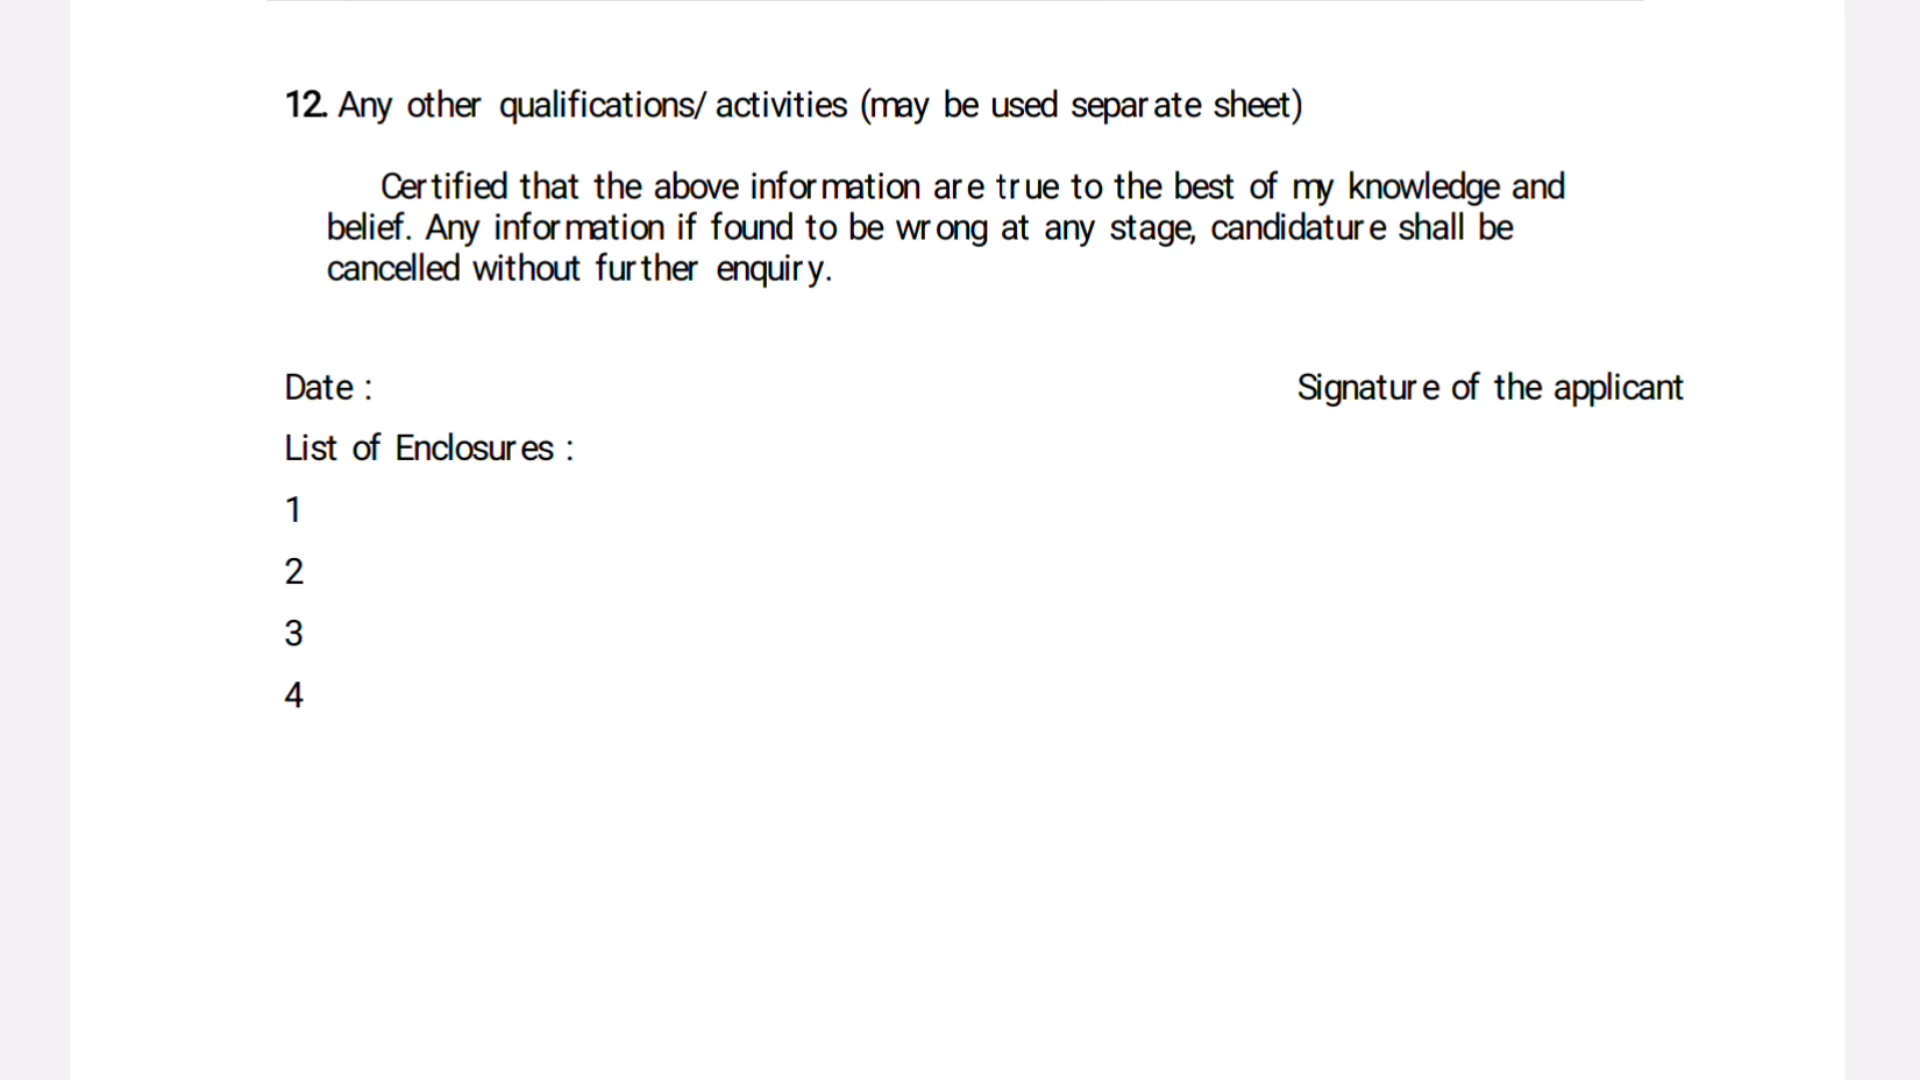 12. Any other qualifications/ activities (may be used separate sheet)
Certified that the above information are true to the best of my knowledge and
belief. Any information if found to be wrong at any stage, candidature shall be
cancelled without further enquiry.
Date : Signature of the applicant
List of Enclosures :
1
2
3
4